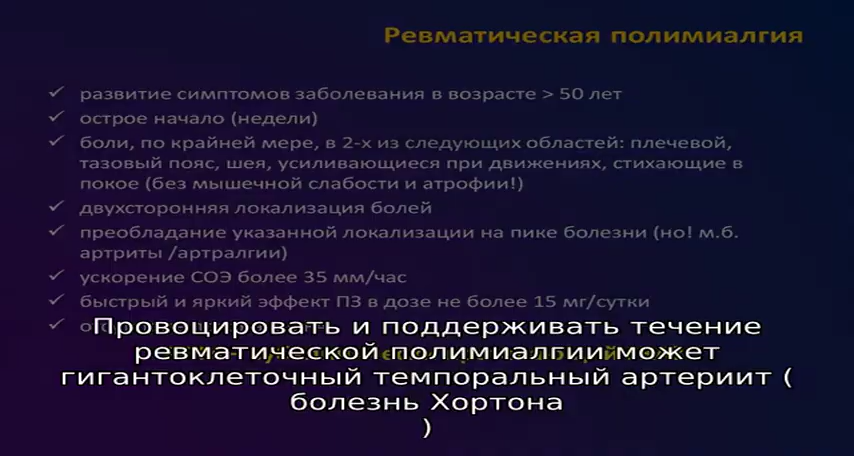 Ревматическая полимиалгия
✓ развитие симптомов заболевания в возрасте > 50 лет
✓ острое начало (недели)
✓ боли, по крайней мере, в 2-х из следующих областей: плечевой,
тазовый пояс, шея, усиливающиеся при движениях, стихающие в
покое (без мышечной слабости и атрофии!)
✓ двухсторонняя локализация болей
✓ преобладание указанной локализации на пике болезни (но! м.б.
артриты /артралгии)
✓ ускорение СОЭ более 35 мм/час
✓ быстрый и яркий эффект ПЗ в дозе не более 15 мг/сутки
Провоцировать и поддерживать течение
ревматической полимиалгии может
гигантоклеточный темпоральный артериит (
болезнь Хортона
)